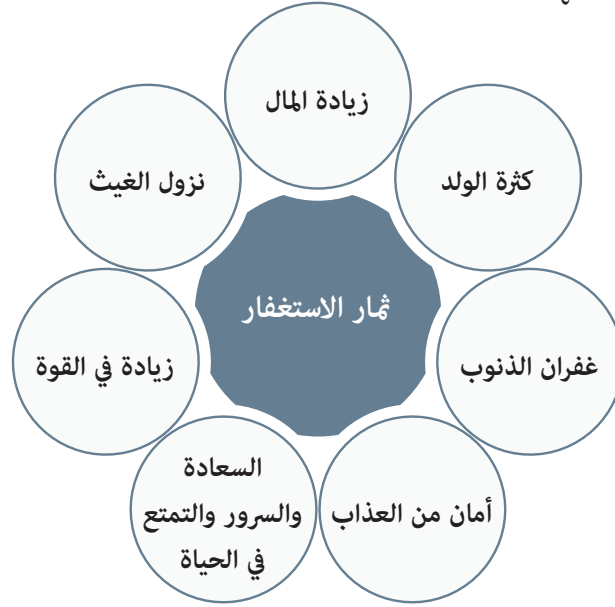 ثمار الاستغفار
زيادة المال
كثرة الولد
غفران الذنوب
أمان من العذاب
السعادة
والسرور والتمتع
في الحياة
زيادة في القوة
نزول الغيث